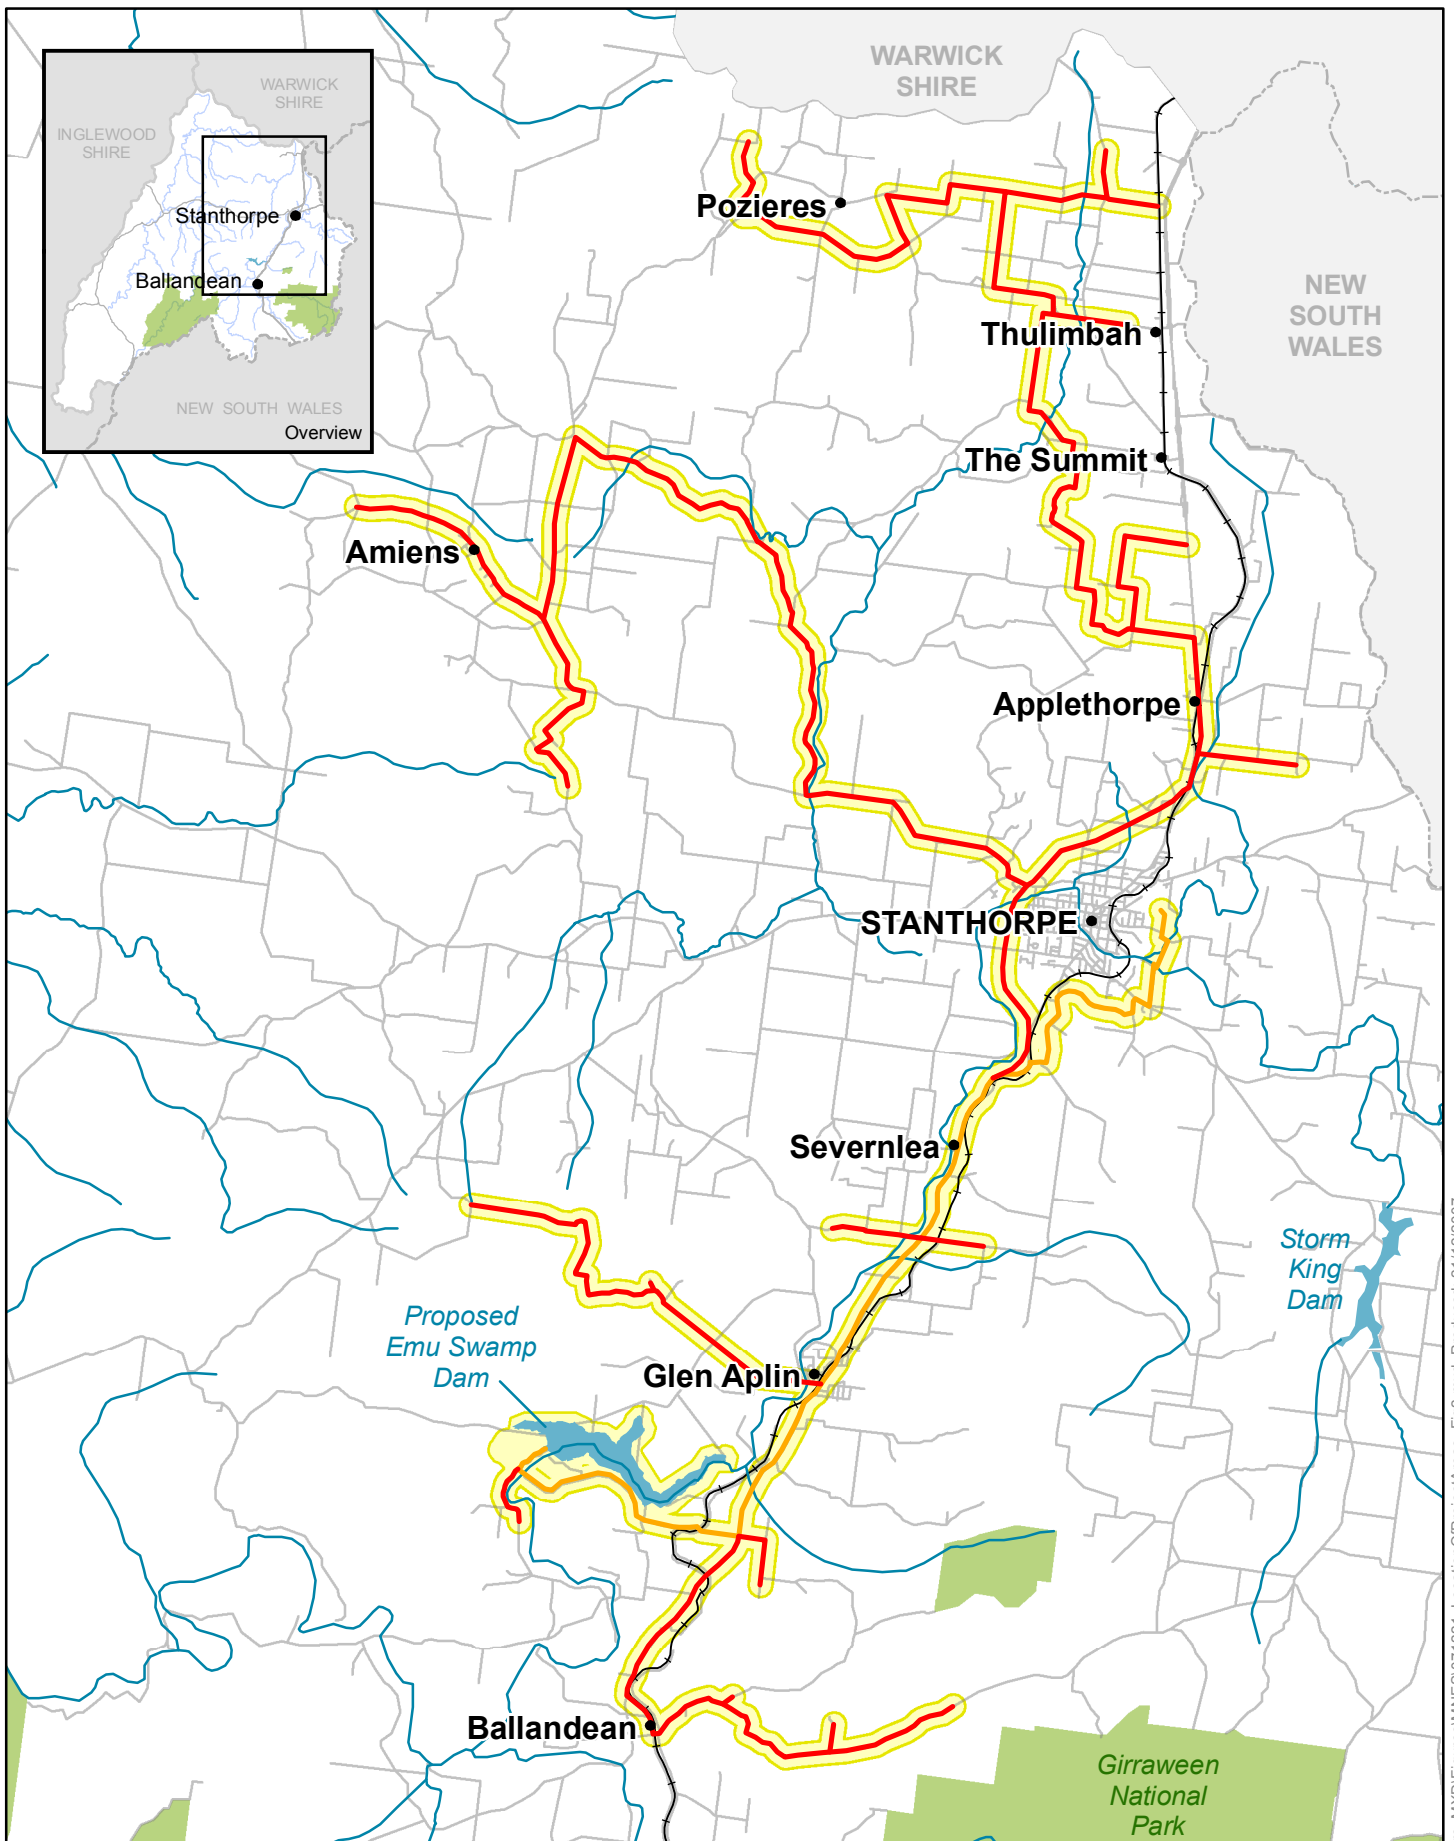 WARWICK
SHIRE
WARWICK
SHIRE
INGLEWOOD
SHIRE
Stanthorpe
Ballandean
NEW SOUTH WALES
Overview
Pozieres
NEW
SOUTH
WALES
Thulimbah
The Summit
Amiens
Applethorpe
STANTHORPE
Severnlea
Storm
King
Dam
Proposed
Emu Swamp
Dam
Glen Aplin
Ballandean
Girraween
National
Park